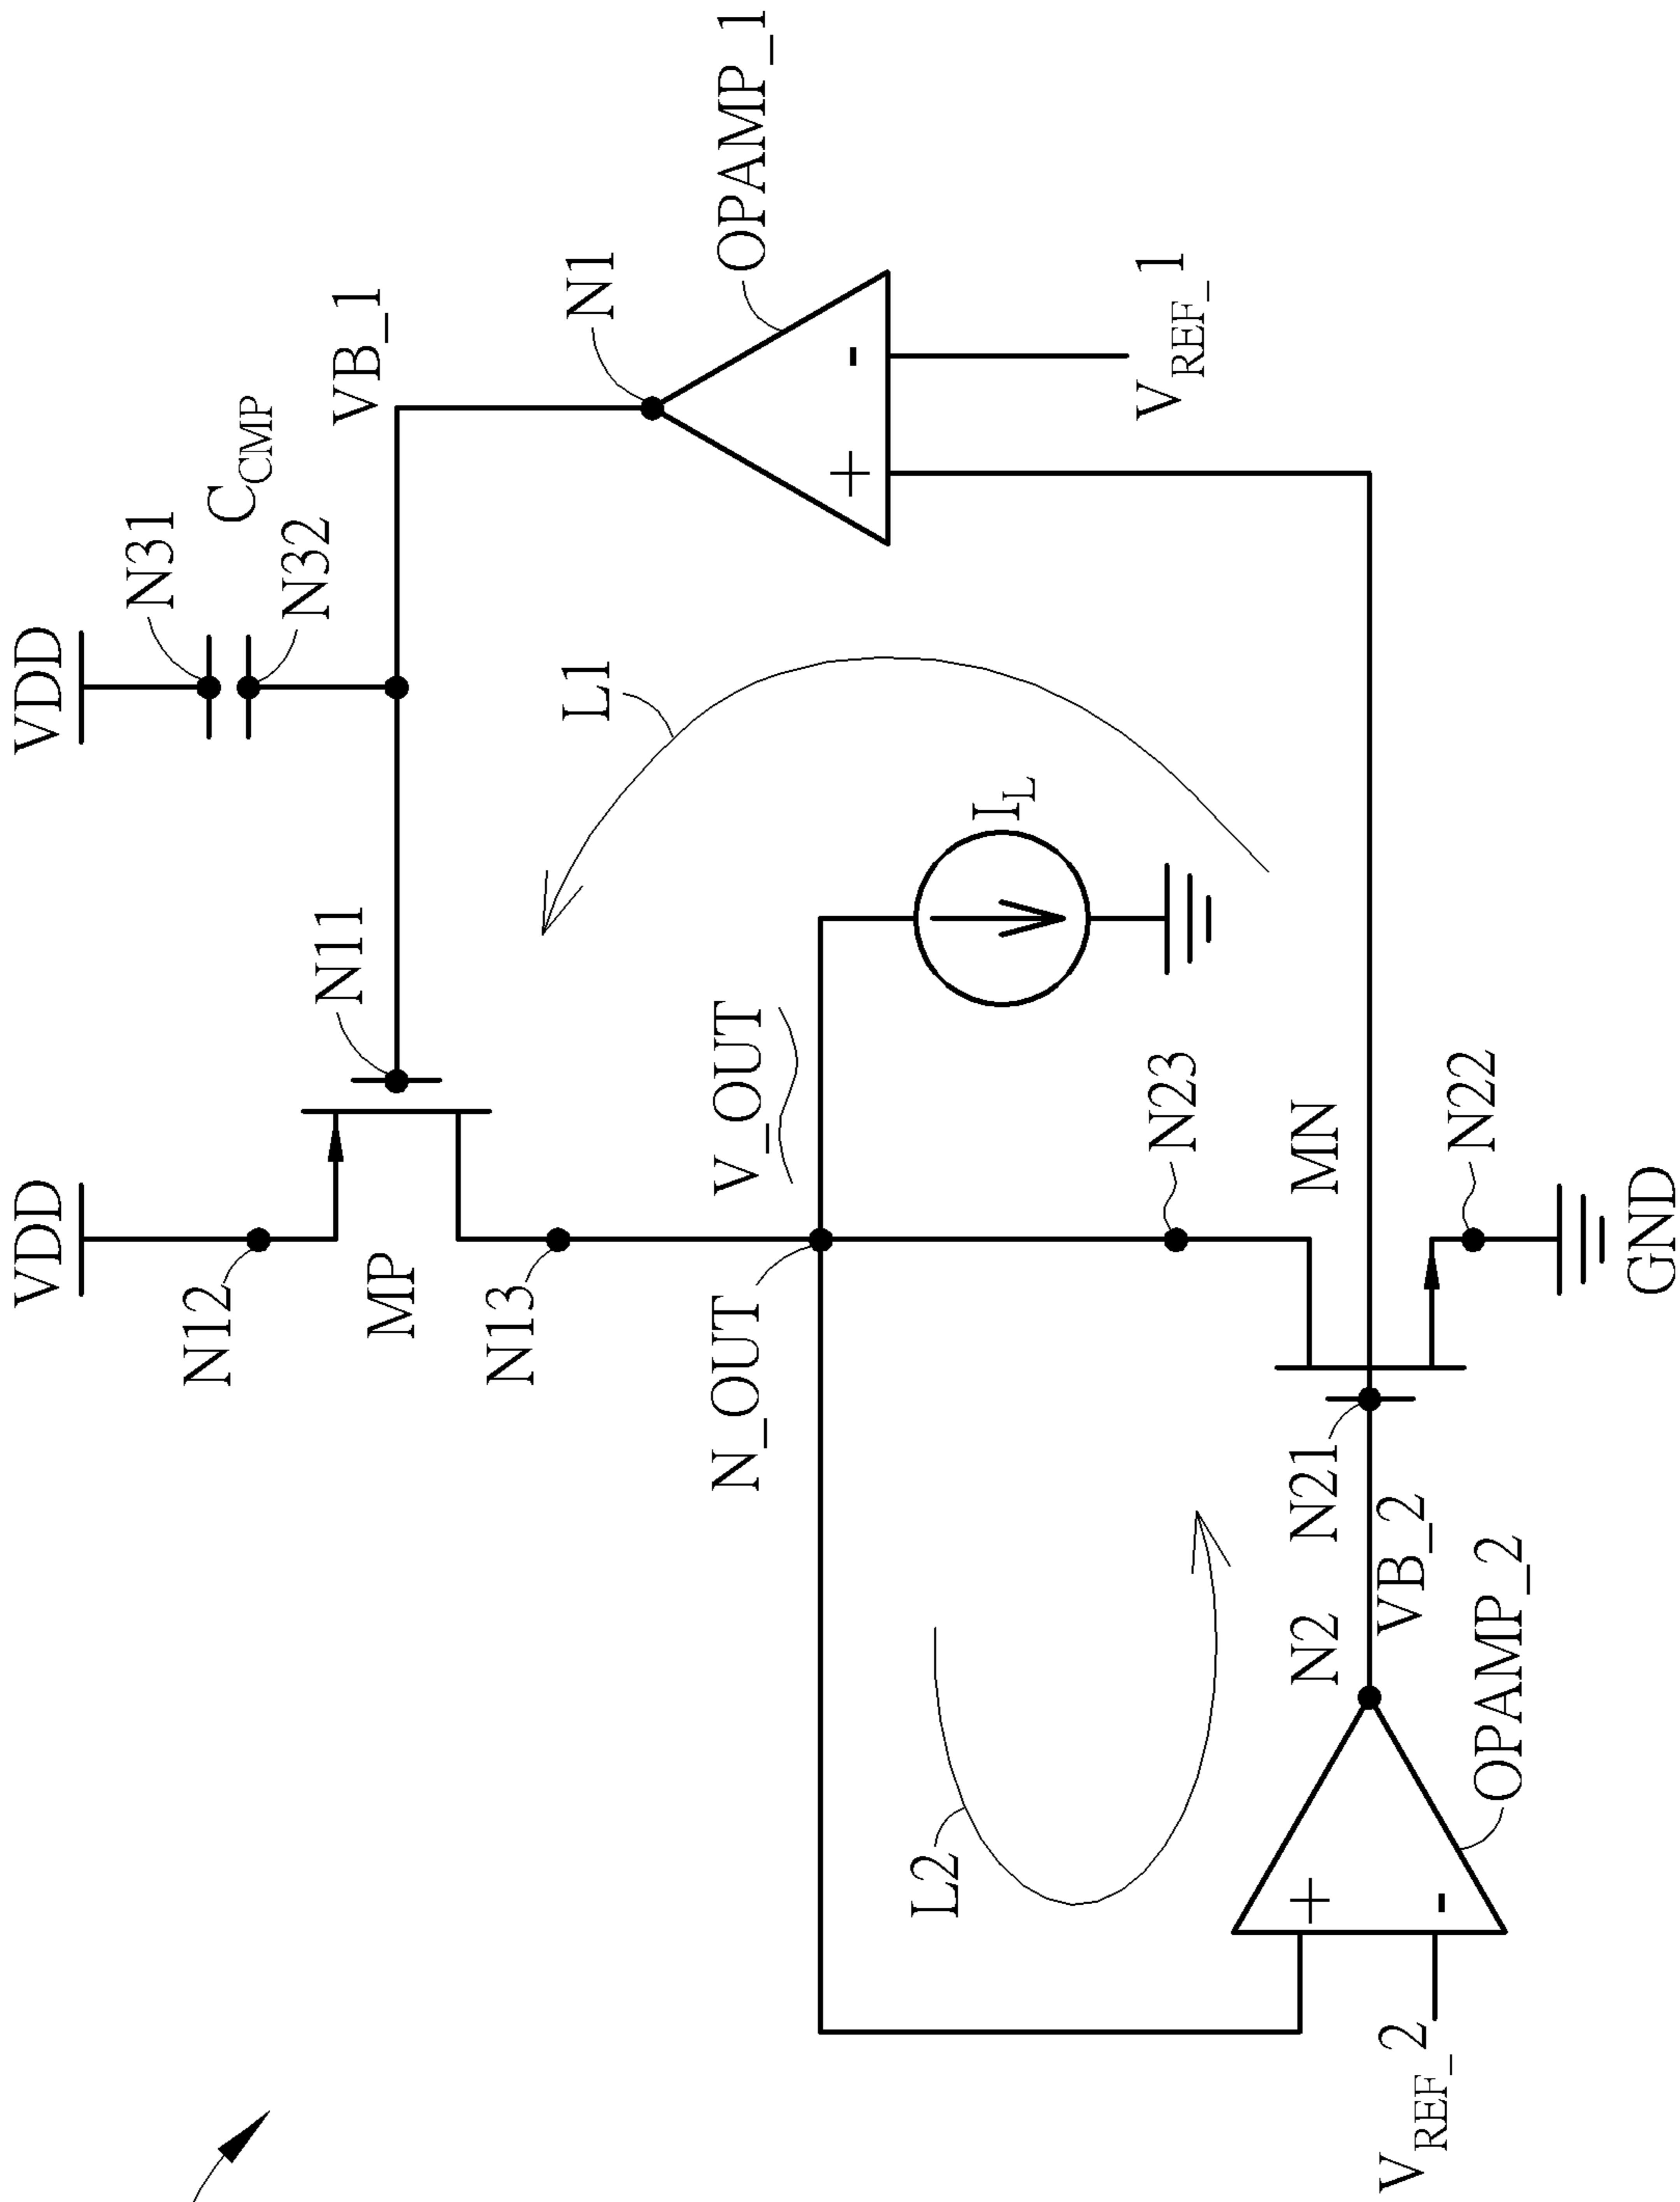 VDD
VDD
N31
C_CMP
N32
VB_1
N12
N11
MP
N1
N13
L1
OPAMP_1
V_OUT
N_OUT
I_L
L2
V_REF_1
N23
MN
N2
N21
VB_2
N22
OPAMP_2
V_REF_2
GND